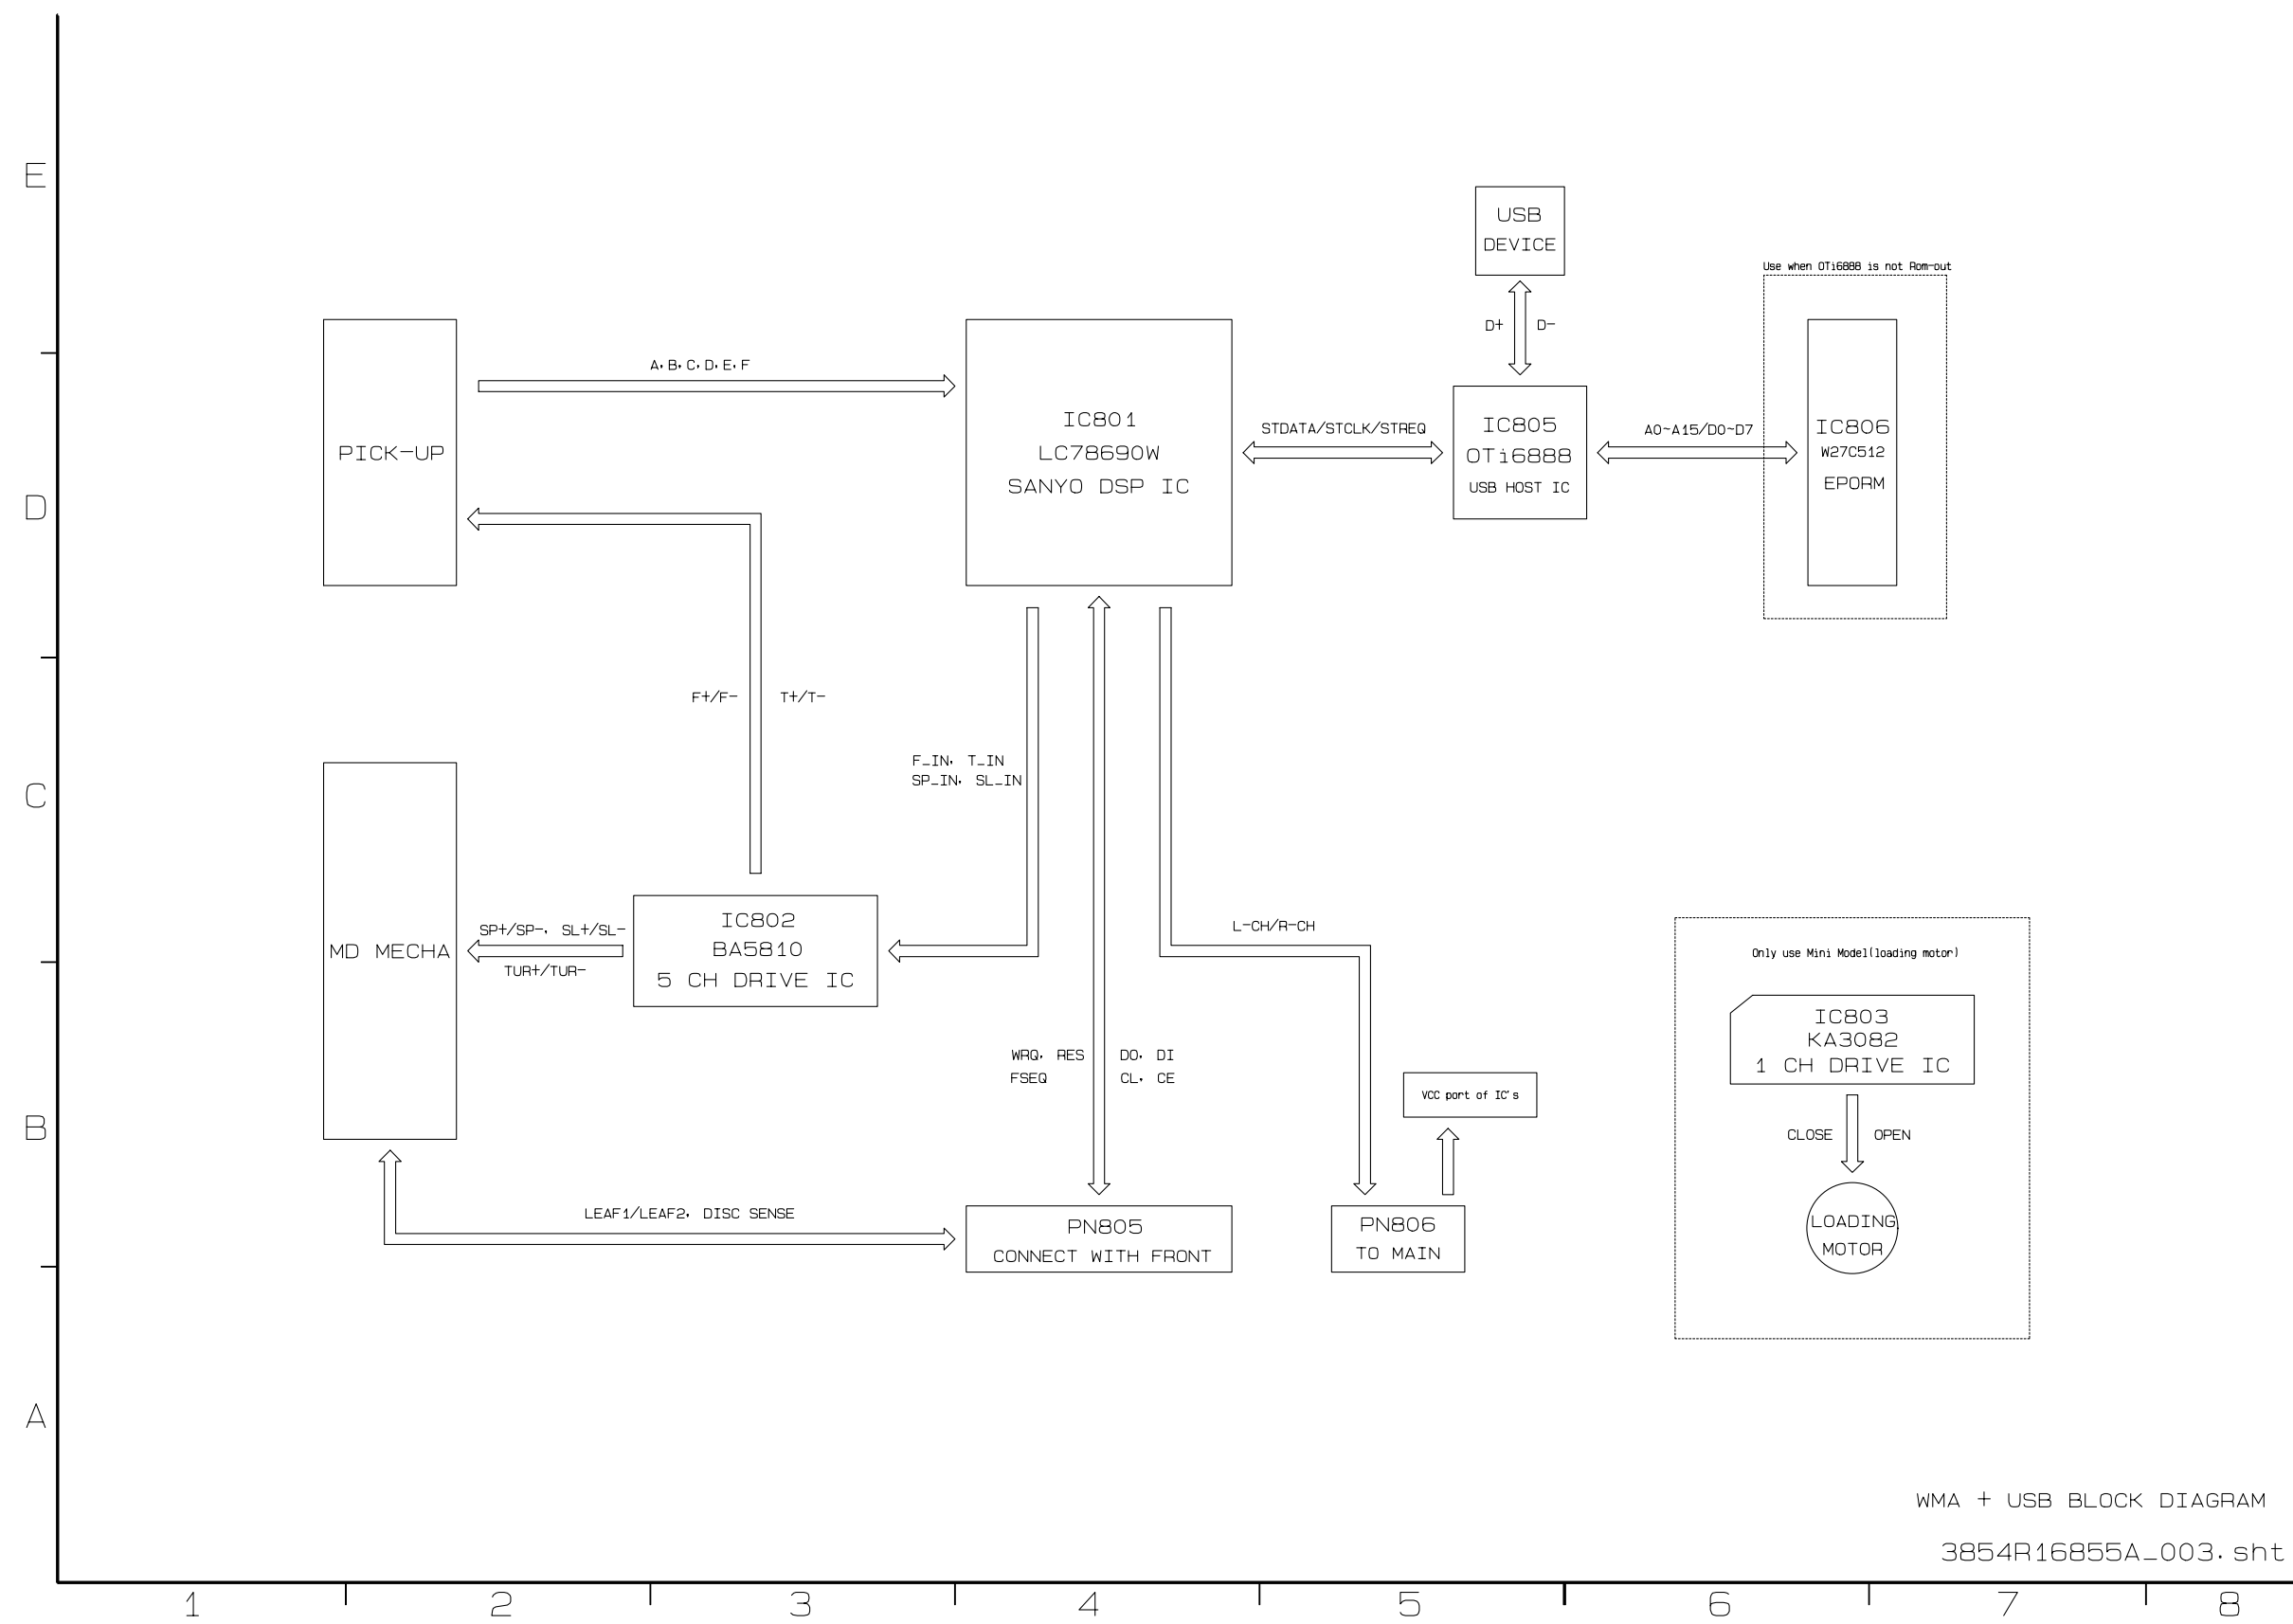 E
USB
DEVICE
Use when OTi6888 is not Rom-out
D+ D-
A, B, C, D, E, F
PICK-UP
IC801
LC78690W
SANYO DSP IC
STDATA/STCLK/STREQ
IC805
OTi6888
USB HOST IC
A0~A15/D0~D7
IC806
W27C512
EPORM
D
F+/F- T+/T-
F_IN, T_IN
SP_IN, SL_IN
C
MD MECHA
SP+/SP-, SL+/SL-
TUR+/TUR-
IC802
BA5810
5 CH DRIVE IC
L-CH/R-CH
Only use Mini Model(loading motor)
IC803
KA3082
1 CH DRIVE IC
WRQ, RES DO, DI
FSEQ CL, CE
VCC port of IC's
B
CLOSE OPEN
LEAF1/LEAF2, DISC SENSE
PN805
CONNECT WITH FRONT
PN806
TO MAIN
LOADING
MOTOR
A
WMA + USB BLOCK DIAGRAM
3854R16855A_003.sht
1 2 3 4 5 6 7 8